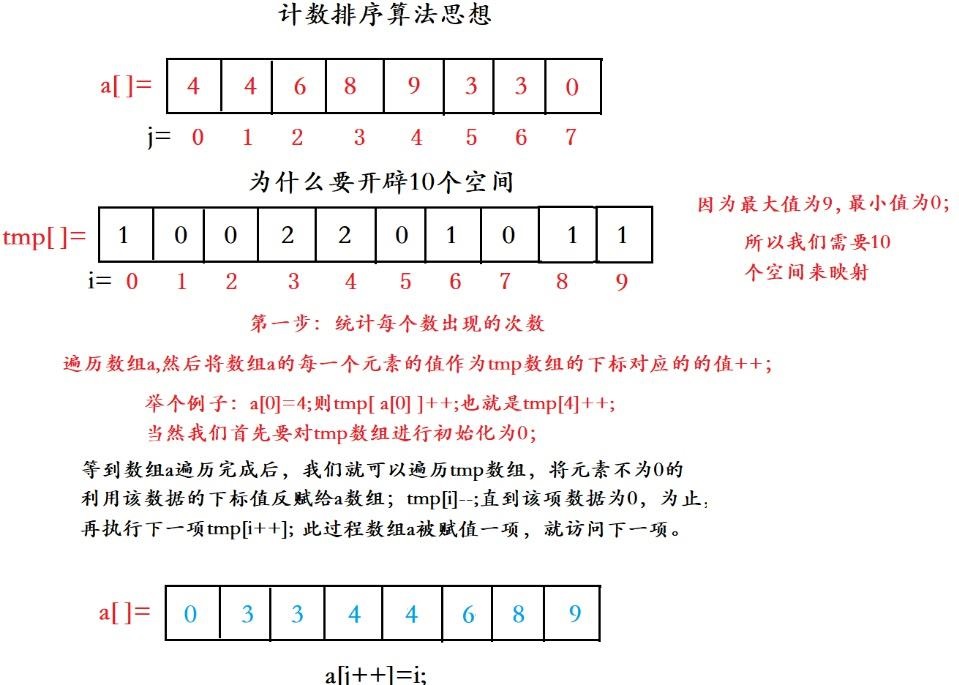 计数排序算法思想
a[ ]= 4 4 6 8 9 3 3 0
j= 0 1 2 3 4 5 6 7
为什么要开辟10个空间
因为最大值为9, 最小值为0;
tmp[ ]= 1 0 0 2 2 0 1 0 1 1
所以我们需要10
个空间来映射
i= 0 1 2 3 4 5 6 7 8 9
第一步：统计每个数出现的次数
遍历数组a,然后将数组a的每一个元素的值作为tmp数组的下标对应的的值++;
举个例子：a[0]=4;则tmp[ a[0] ]++;也就是tmp[4]++;
当然我们首先要对tmp数组进行初始化为0;
等到数组a遍历完成后，我们就可以遍历tmp数组，将元素不为0的
利用该数据的下标值反赋给a数组；tmp[i]--;直到该项数据为0，为止,
再执行下一项tmp[i++]; 此过程数组a被赋值一项，就访问下一项。
a[ ]= 0 3 3 4 4 6 8 9
a[j++]=i;